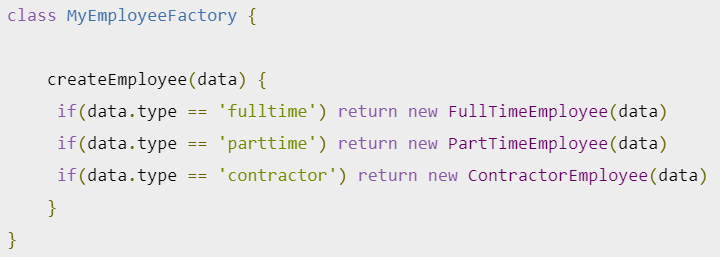 class MyEmployeeFactory {
createEmployee(data) {
if(data.type == 'fulltime') return new FullTimeEmployee(data)
if(data.type == 'parttime') return new PartTimeEmployee(data)
if(data.type == 'contractor') return new ContractorEmployee(data)
}
}